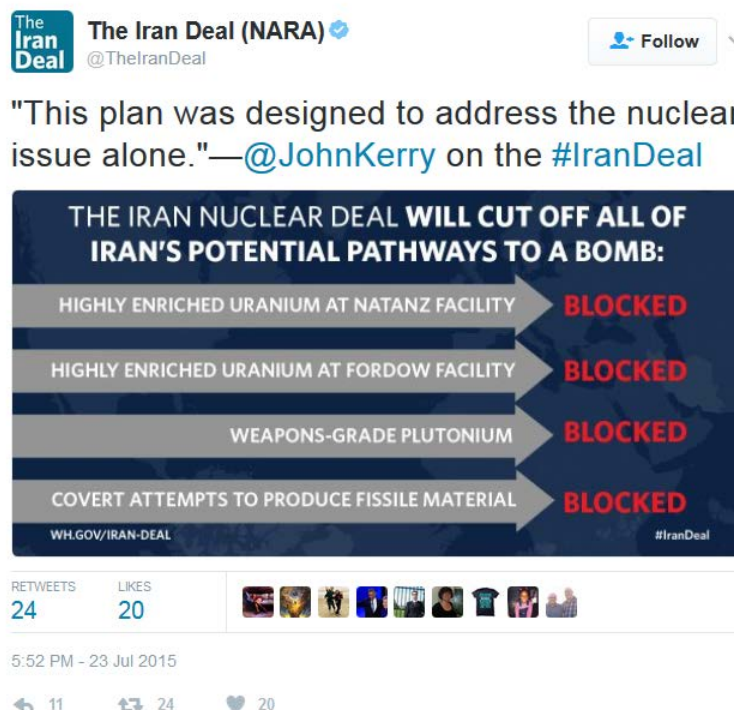 The
Iran
Deal
The Iran Deal (NARA)
@TheIranDeal
Follow
"This plan was designed to address the nuclear
issue alone."—@JohnKerry on the #IranDeal
THE IRAN NUCLEAR DEAL WILL CUT OFF ALL OF
IRAN'S POTENTIAL PATHWAYS TO A BOMB:
HIGHLY ENRICHED URANIUM AT NATANZ FACILITY BLOCKED
HIGHLY ENRICHED URANIUM AT FORDOW FACILITY BLOCKED
WEAPONS-GRADE PLUTONIUM BLOCKED
COVERT ATTEMPTS TO PRODUCE FISSILE MATERIAL BLOCKED
WH.GOV/IRAN-DEAL #IranDeal
RETWEETS LIKES
24 20
5:52 PM - 23 Jul 2015
11 24 20